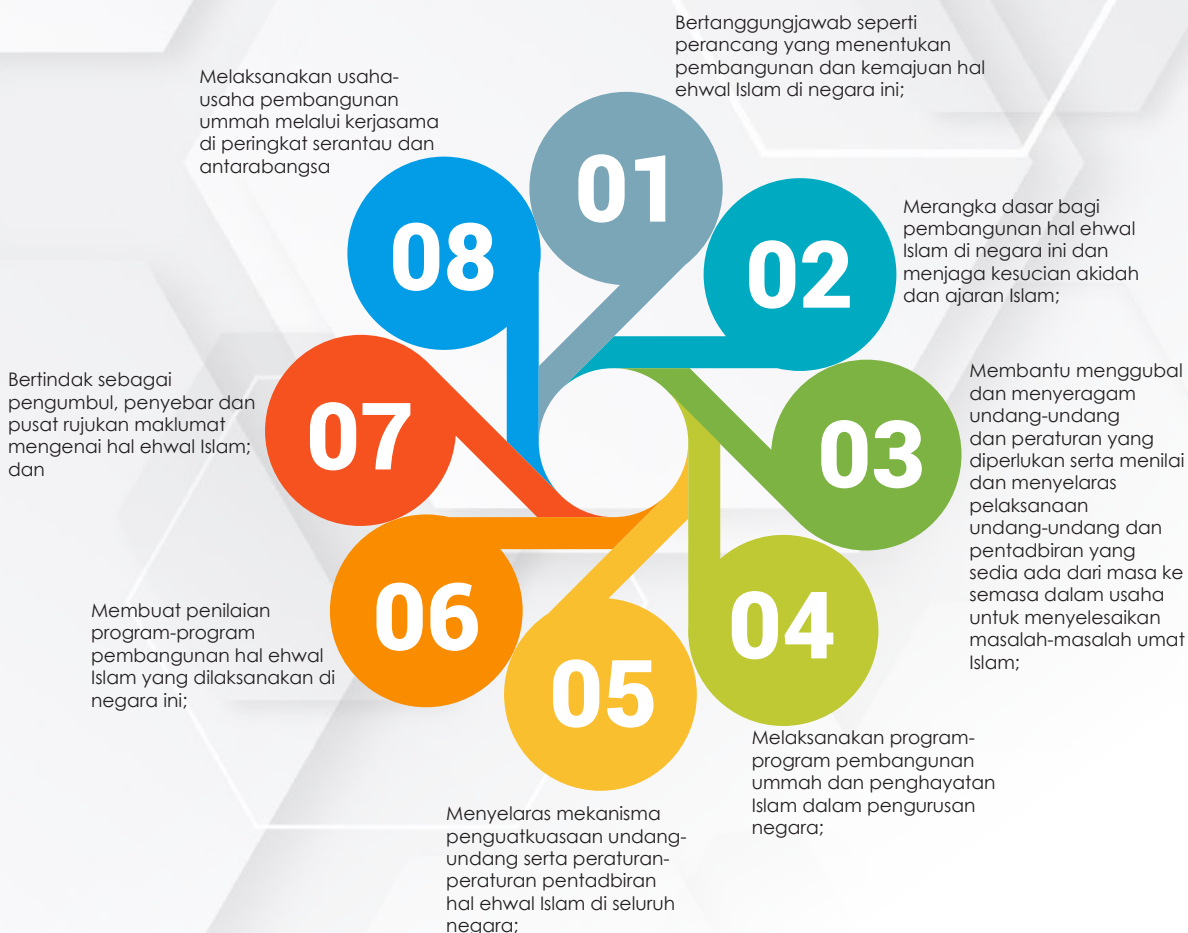 01
Bertanggungjawab seperti
perancang yang menentukan
pembangunan dan kemajuan hal
ehwal Islam di negara ini;
02
Merangka dasar bagi
pembangunan hal ehwal
Islam di negara ini dan
menjaga kesucian akidah
dan ajaran Islam;
03
Membantu menggubal
dan menyeragam
undang-undang
dan peraturan yang
diperlukan serta menilai
dan menyelaras
pelaksanaan
undang-undang dan
pentadbiran yang
sedia ada dari masa ke
semasa dalam usaha
untuk menyelesaikan
masalah-masalah umat
Islam;
04
Melaksanakan program-
program pembangunan
ummah dan penghayatan
Islam dalam pengurusan
negara;
05
Menyelaras mekanisma
penguatkuasaan undang-
undang serta peraturan-
peraturan pentadbiran
hal ehwal Islam di seluruh
negara;
06
Membuat penilaian
program-program
pembangunan hal ehwal
Islam yang dilaksanakan di
negara ini;
07
Bertindak sebagai
pengumbul, penyebar dan
pusat rujukan maklumat
mengenai hal ehwal Islam;
dan
08
Melaksanakan usaha-
usaha pembangunan
ummah melalui kerjasama
di peringkat serantau dan
antarabangsa